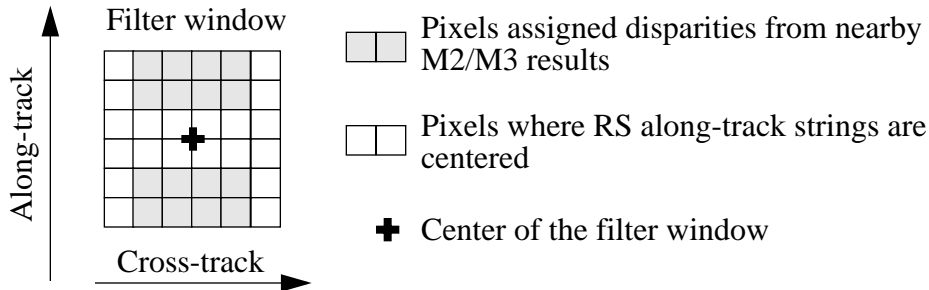 Filter window
Along-track
Cross-track
Pixels assigned disparities from nearby
M2/M3 results
Pixels where RS along-track strings are
centered
Center of the filter window